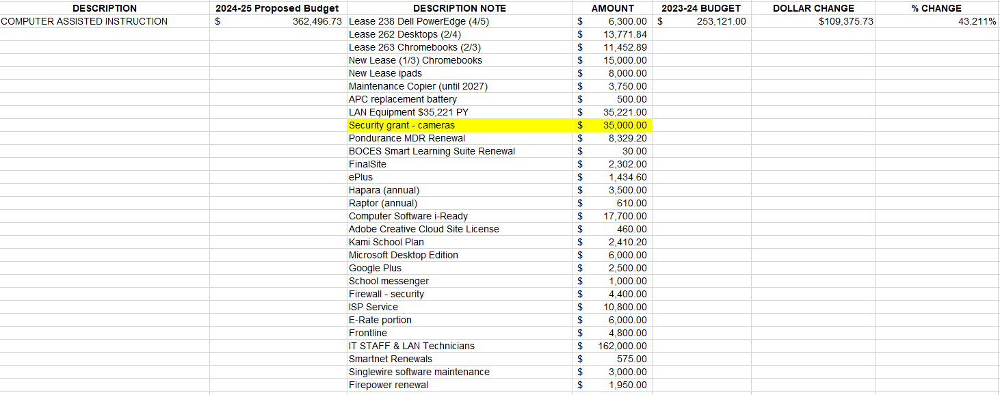 DESCRIPTION 2024-25 Proposed Budget DESCRIPTION NOTE AMOUNT 2023-24 BUDGET DOLLAR CHANGE % CHANGE
COMPUTER ASSISTED INSTRUCTION $ 362,496.73 Lease 238 Dell PowerEdge (4/5) $ 6,300.00 $ 253,121.00 $109,375.73 43.211%
Lease 262 Desktops (2/4) $ 13,771.84
Lease 263 Chromebooks (2/3) $ 11,452.89
New Lease (1/3) Chromebooks $ 15,000.00
New Lease ipads $ 8,000.00
Maintenance Copier (until 2027) $ 3,750.00
APC replacement battery $ 500.00
LAN Equipment $35,221 PY $ 35,221.00
Security grant - cameras $ 35,000.00
Pondurance MDR Renewal $ 8,329.20
BOCES Smart Learning Suite Renewal $ 30.00
FinalSite $ 2,302.00
ePlus $ 1,434.60
Hapara (annual) $ 3,500.00
Raptor (annual) $ 610.00
Computer Software i-Ready $ 17,700.00
Adobe Creative Cloud Site License $ 460.00
Kami School Plan $ 2,410.20
Microsoft Desktop Edition $ 6,000.00
Google Plus $ 2,500.00
School messenger $ 1,000.00
Firewall - security $ 4,400.00
ISP Service $ 10,800.00
E-Rate portion $ 6,000.00
Frontline $ 4,800.00
IT STAFF & LAN Technicians $ 162,000.00
Smartnet Renewals $ 575.00
Singlewire software maintenance $ 3,000.00
Firepower renewal $ 1,950.00